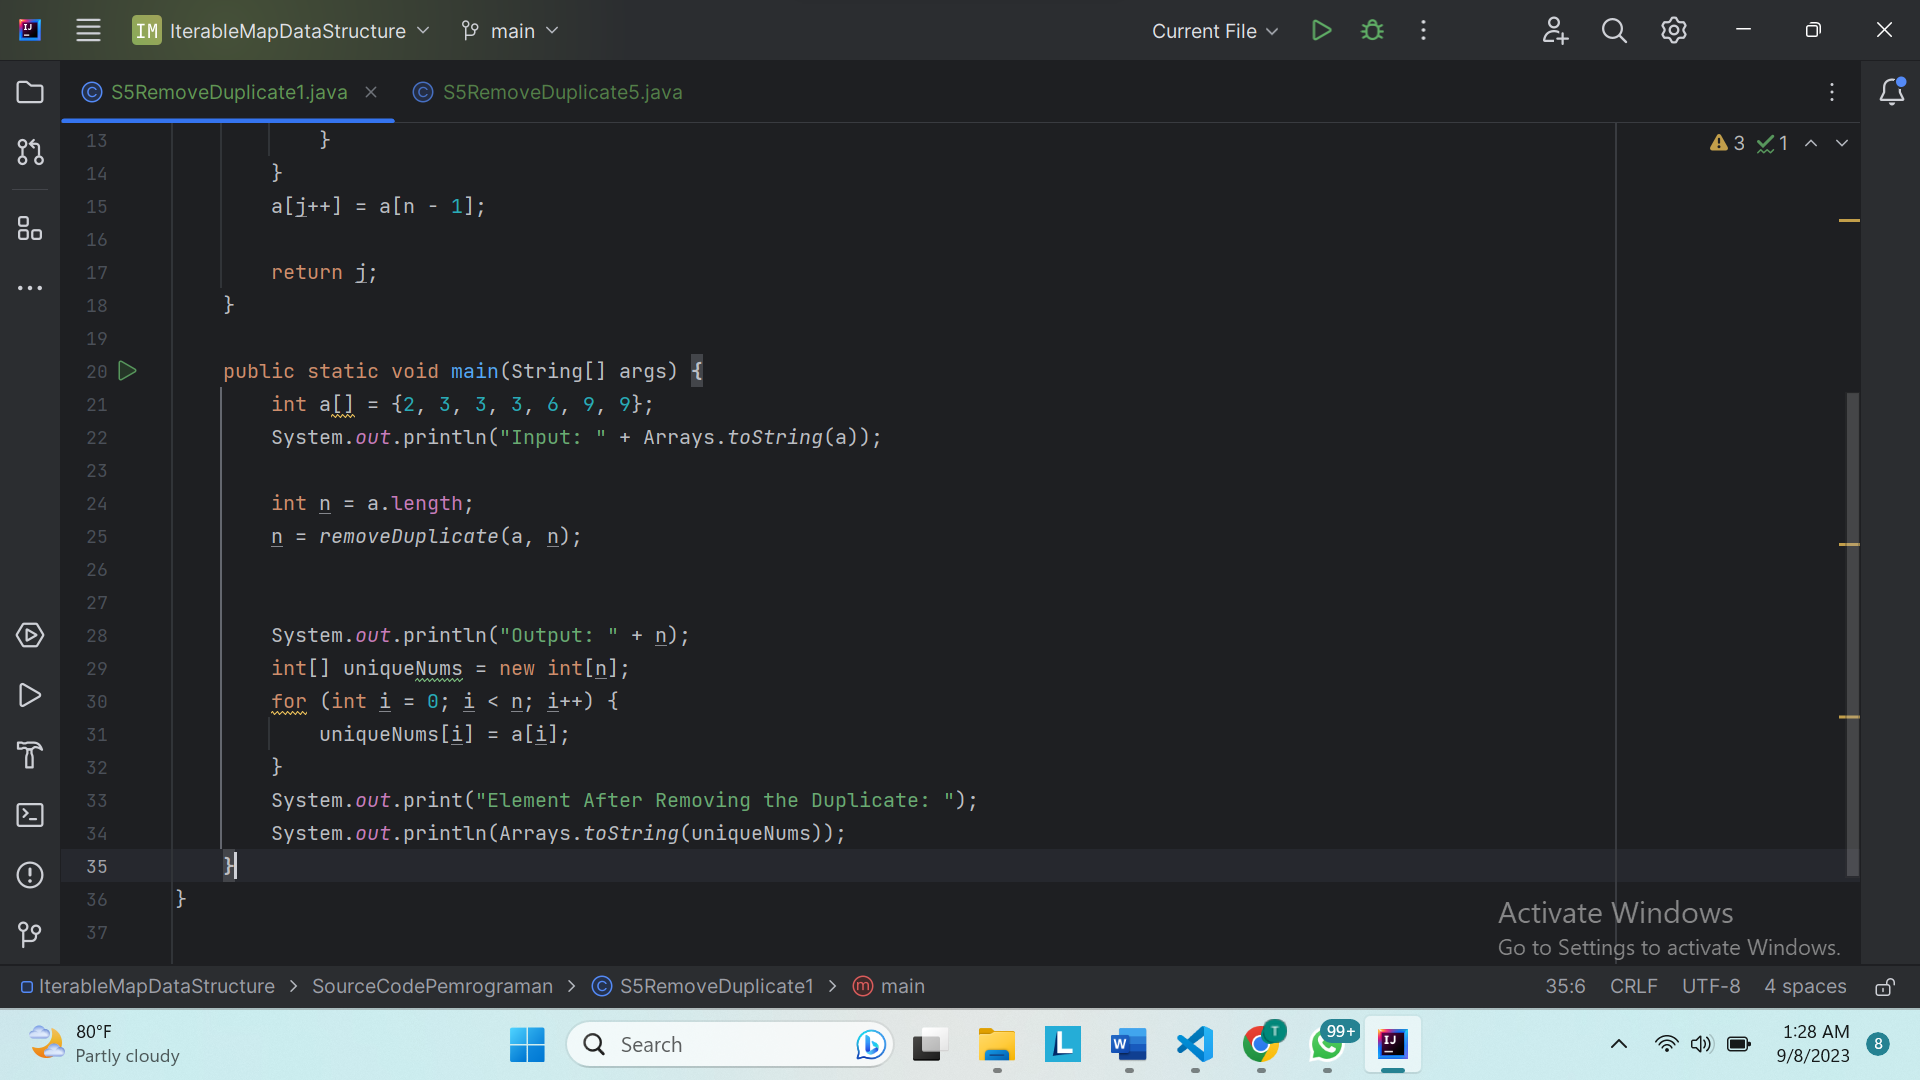 IM IterableMapDataStructure main Current File
S5RemoveDuplicate1.java S5RemoveDuplicate5.java
3 1
13 }
14 }
15 a[j++] = a[n - 1];
16
17 return j;
18 }
19
20 public static void main(String[] args) {
21 int a[] = {2, 3, 3, 3, 6, 9, 9};
22 System.out.println("Input: " + Arrays.toString(a));
23
24 int n = a.length;
25 n = removeDuplicate(a, n);
26
27
28 System.out.println("Output: " + n);
29 int[] uniqueNums = new int[n];
30 for (int i = 0; i < n; i++) {
31 uniqueNums[i] = a[i];
32 }
33 System.out.print("Element After Removing the Duplicate: ");
34 System.out.println(Arrays.toString(uniqueNums));
35 }
36 }
37
Activate Windows
Go to Settings to activate Windows.
IterableMapDataStructure > SourceCodePemrograman > S5RemoveDuplicate1 > main 35:6 CRLF UTF-8 4 spaces
80°F
Partly cloudy
Search
99+
1:28 AM
9/8/2023
8